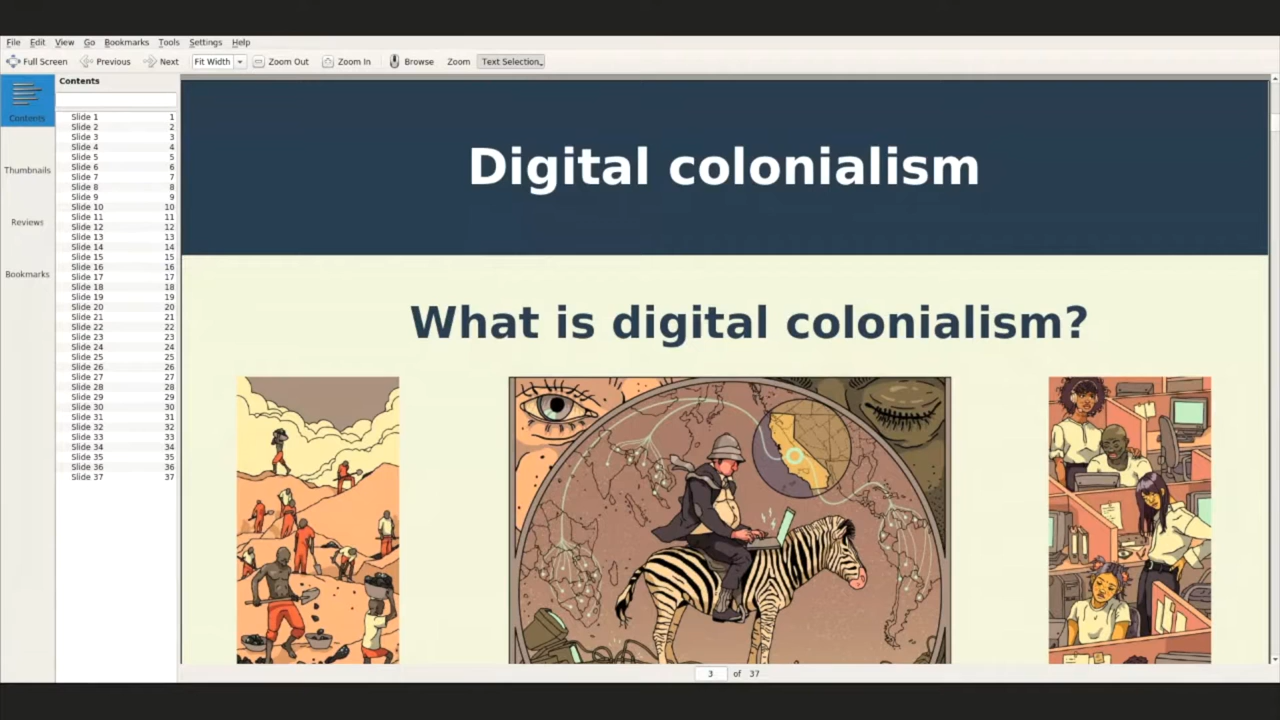 File Edit View Go Bookmarks Tools Settings Help
Full Screen Previous Next Fit Width Zoom Out Zoom In Browse Zoom Text Selection
Contents
Contents
Thumbnails
Reviews
Bookmarks
Slide 1 1
Slide 2 2
Slide 3 3
Slide 4 4
Slide 5 5
Slide 6 6
Slide 7 7
Slide 8 8
Slide 9 9
Slide 10 10
Slide 11 11
Slide 12 12
Slide 13 13
Slide 14 14
Slide 15 15
Slide 16 16
Slide 17 17
Slide 18 18
Slide 19 19
Slide 20 20
Slide 21 21
Slide 22 22
Slide 23 23
Slide 24 24
Slide 25 25
Slide 26 26
Slide 27 27
Slide 28 28
Slide 29 29
Slide 30 30
Slide 31 31
Slide 32 32
Slide 33 33
Slide 34 34
Slide 35 35
Slide 36 36
Slide 37 37
Digital colonialism
What is digital colonialism?
3 of 37